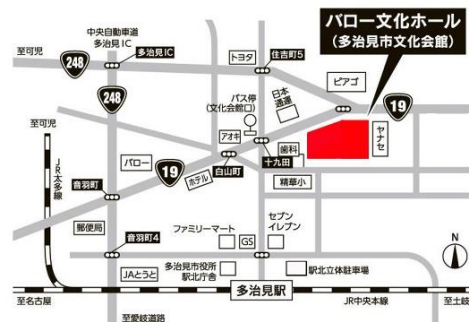 中央自動車道
多治見IC
バロー文化ホール
(多治見市文化会館)
至可児
248
多治見IC
トヨタ
住吉町5
ピアゴ
19
248
バス停
(文化会館口)
日本
通運
ヤナセ
至可児
アオキ
十九田
歯科
JR太多線
バロー
19
白山町
ホテル
精華小
音羽町
郵便局
音羽町4
ファミリーマート
GS
セブン
イレブン
N
JAとうと
多治見市役所
駅北庁舎
駅北立体駐車場
至名古屋
多治見駅
JR中央本線
至土岐
至愛岐道路